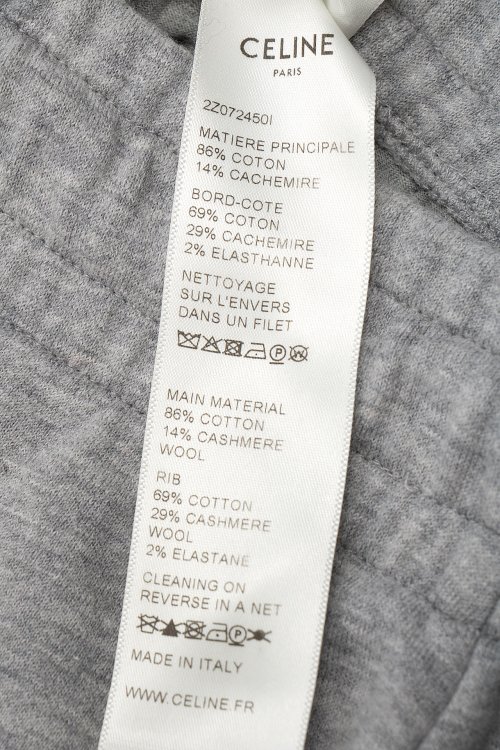 CELINE
PARIS
2Z072450I
MATIERE PRINCIPALE
86% COTON
14% CACHEMIRE
BORD-COTE
69% COTON
29% CACHEMIRE
2% ELASTHANNE
NETTOYAGE
SUR L'ENVERS
DANS UN FILET
MAIN MATERIAL
86% COTTON
14% CASHMERE
WOOL
RIB
69% COTTON
29% CASHMERE
WOOL
2% ELASTANE
CLEANING ON
REVERSE IN A NET
MADE IN ITALY
WWW.CELINE.FR